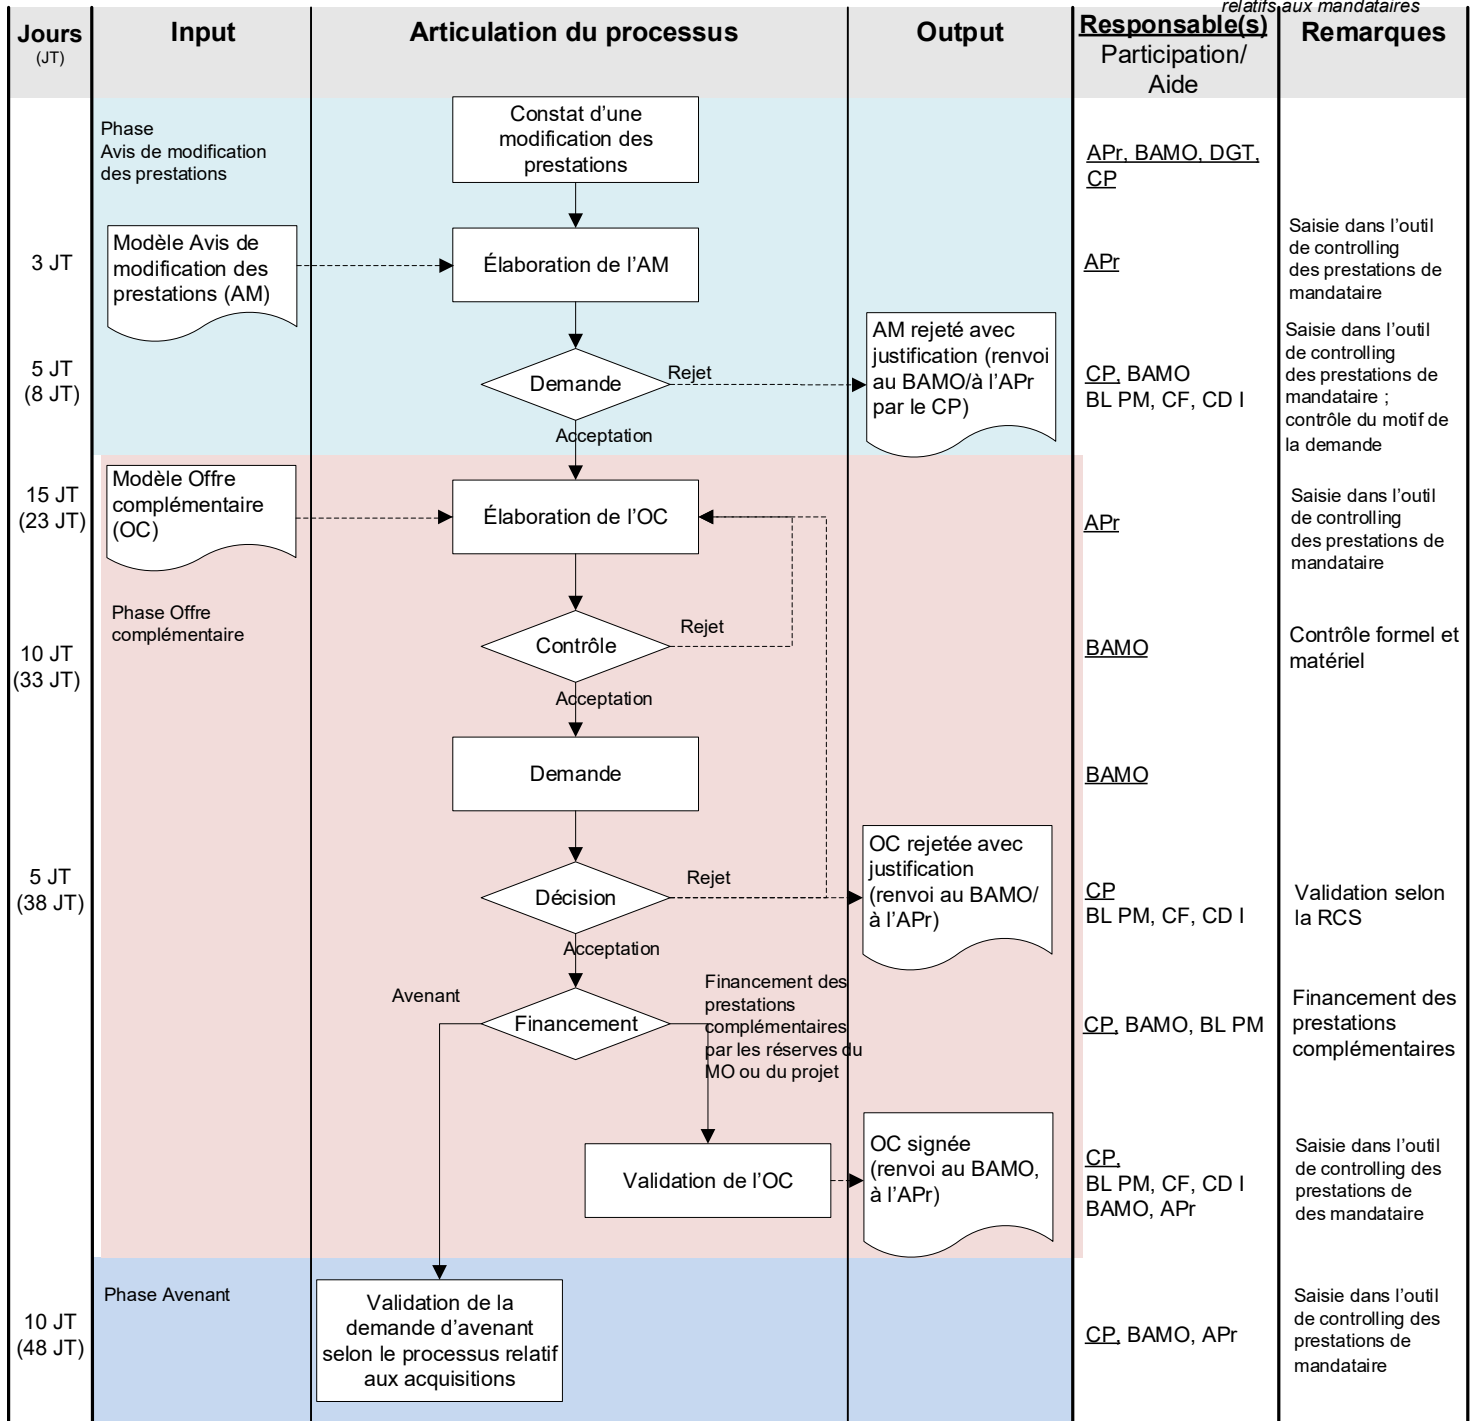 relatifs aux mandataires
Jours
(JT)
Input
Articulation du processus
Output
Responsable(s)
Participation/
Aide
Remarques
Phase
Avis de modification
des prestations
Constat d’une
modification des
prestations
APr, BAMO, DGT,
CP
3 JT
Modèle Avis de
modification des
prestations (AM)
Élaboration de l’AM
APr
Saisie dans l’outil
de controlling
des prestations de
mandataire
5 JT
(8 JT)
Demande
Rejet
Acceptation
AM rejeté avec
justification (renvoi
au BAMO/à l’APr
par le CP)
CP, BAMO
BL PM, CF, CD I
Saisie dans l’outil
de controlling
des prestations de
mandataire ;
contrôle du motif de
la demande
15 JT
(23 JT)
Modèle Offre
complémentaire
(OC)
Élaboration de l’OC
APr
Saisie dans l’outil
de controlling
des prestations de
mandataire
Phase Offre
complémentaire
10 JT
(33 JT)
Contrôle
Rejet
Acceptation
BAMO
Contrôle formel et
matériel
Demande
BAMO
5 JT
(38 JT)
Décision
Rejet
Acceptation
OC rejetée avec
justification
(renvoi au BAMO/
à l’APr)
CP
BL PM, CF, CD I
Validation selon
la RCS
Avenant
Financement
Financement des
prestations
complémentaires
par les réserves du
MO ou du projet
CP, BAMO, BL PM
Financement des
prestations
complémentaires
Validation de l’OC
OC signée
(renvoi au BAMO,
à l’APr)
CP,
BL PM, CF, CD I
BAMO, APr
Saisie dans l’outil
de controlling des
prestations de
des mandataire
Phase Avenant
10 JT
(48 JT)
Validation de la
demande d’avenant
selon le processus relatif
aux acquisitions
CP, BAMO, APr
Saisie dans l’outil
de controlling des
prestations de
mandataire